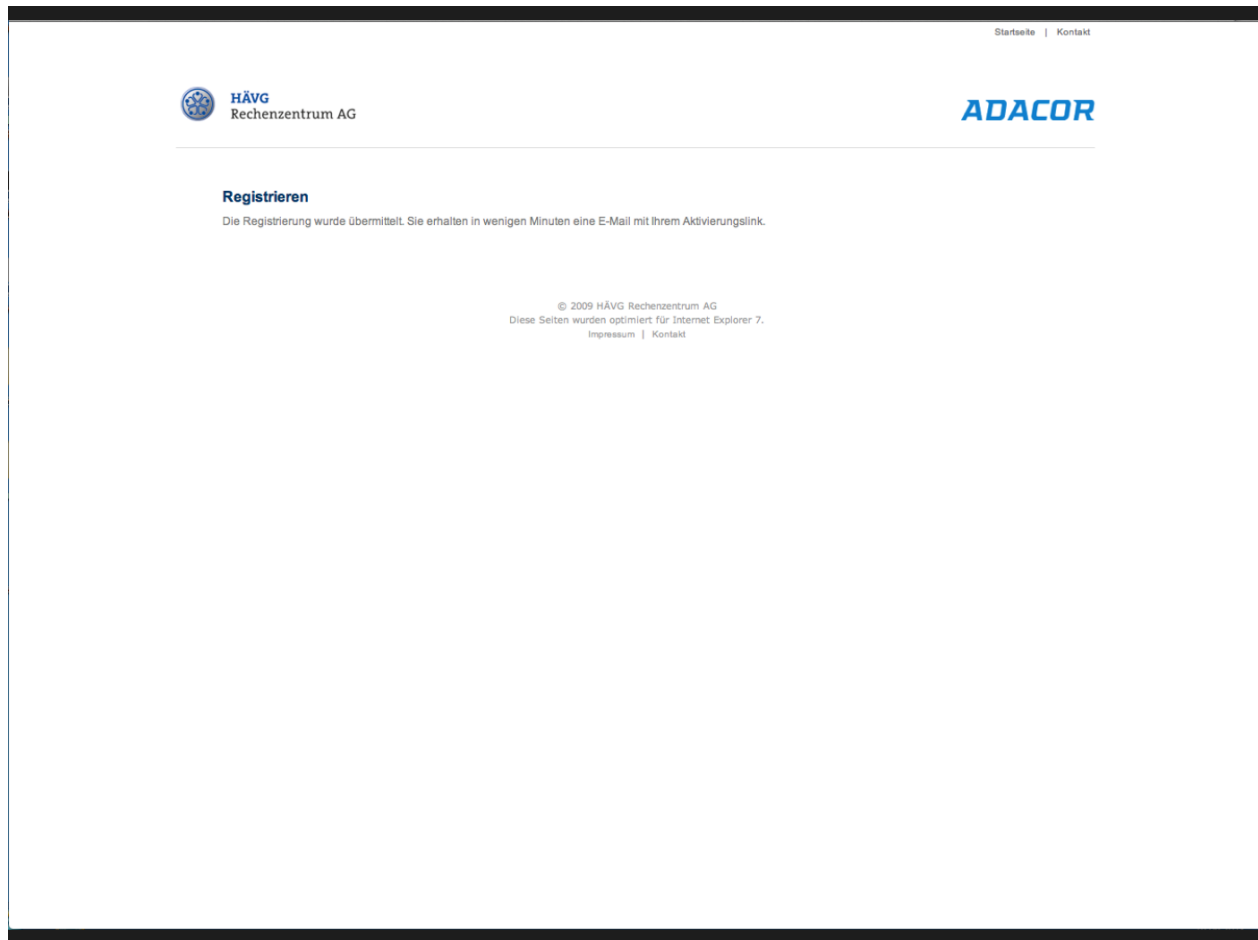 Startseite | Kontakt
HÄVG
Rechenzentrum AG
ADACOR
Registrieren
Die Registrierung wurde übermittelt. Sie erhalten in wenigen Minuten eine E-Mail mit Ihrem Aktivierungslink.
© 2009 HÄVG Rechenzentrum AG
Diese Seiten wurden optimiert für Internet Explorer 7.
Impressum | Kontakt